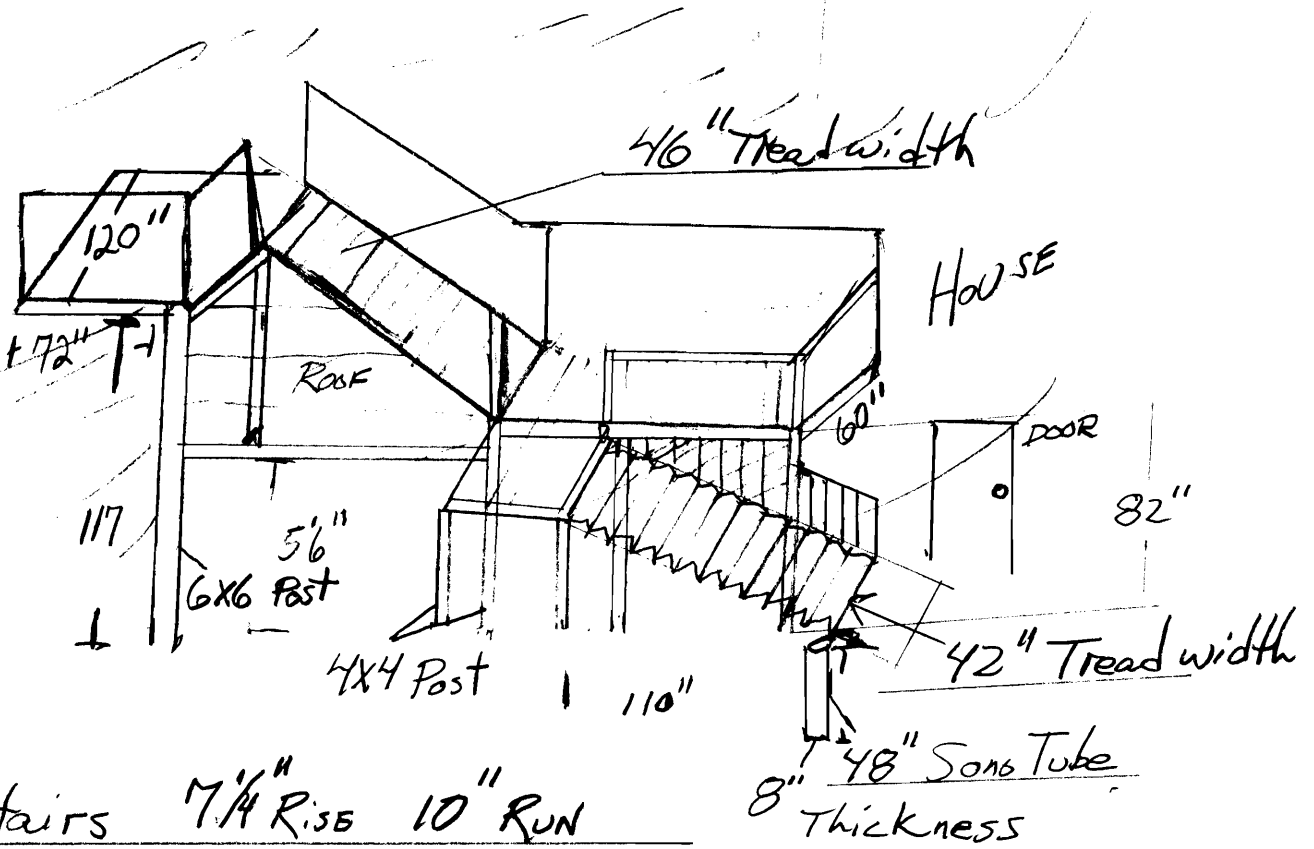 46" Tread width
120"
HOUSE
+72"
ROOF
60"
DOOR
82"
117
5'6"
6x6 Post
4x4 Post
110"
42" Tread width
48" Sono Tube
8" Thickness
tairs 7 1/4" RISE 10" RUN